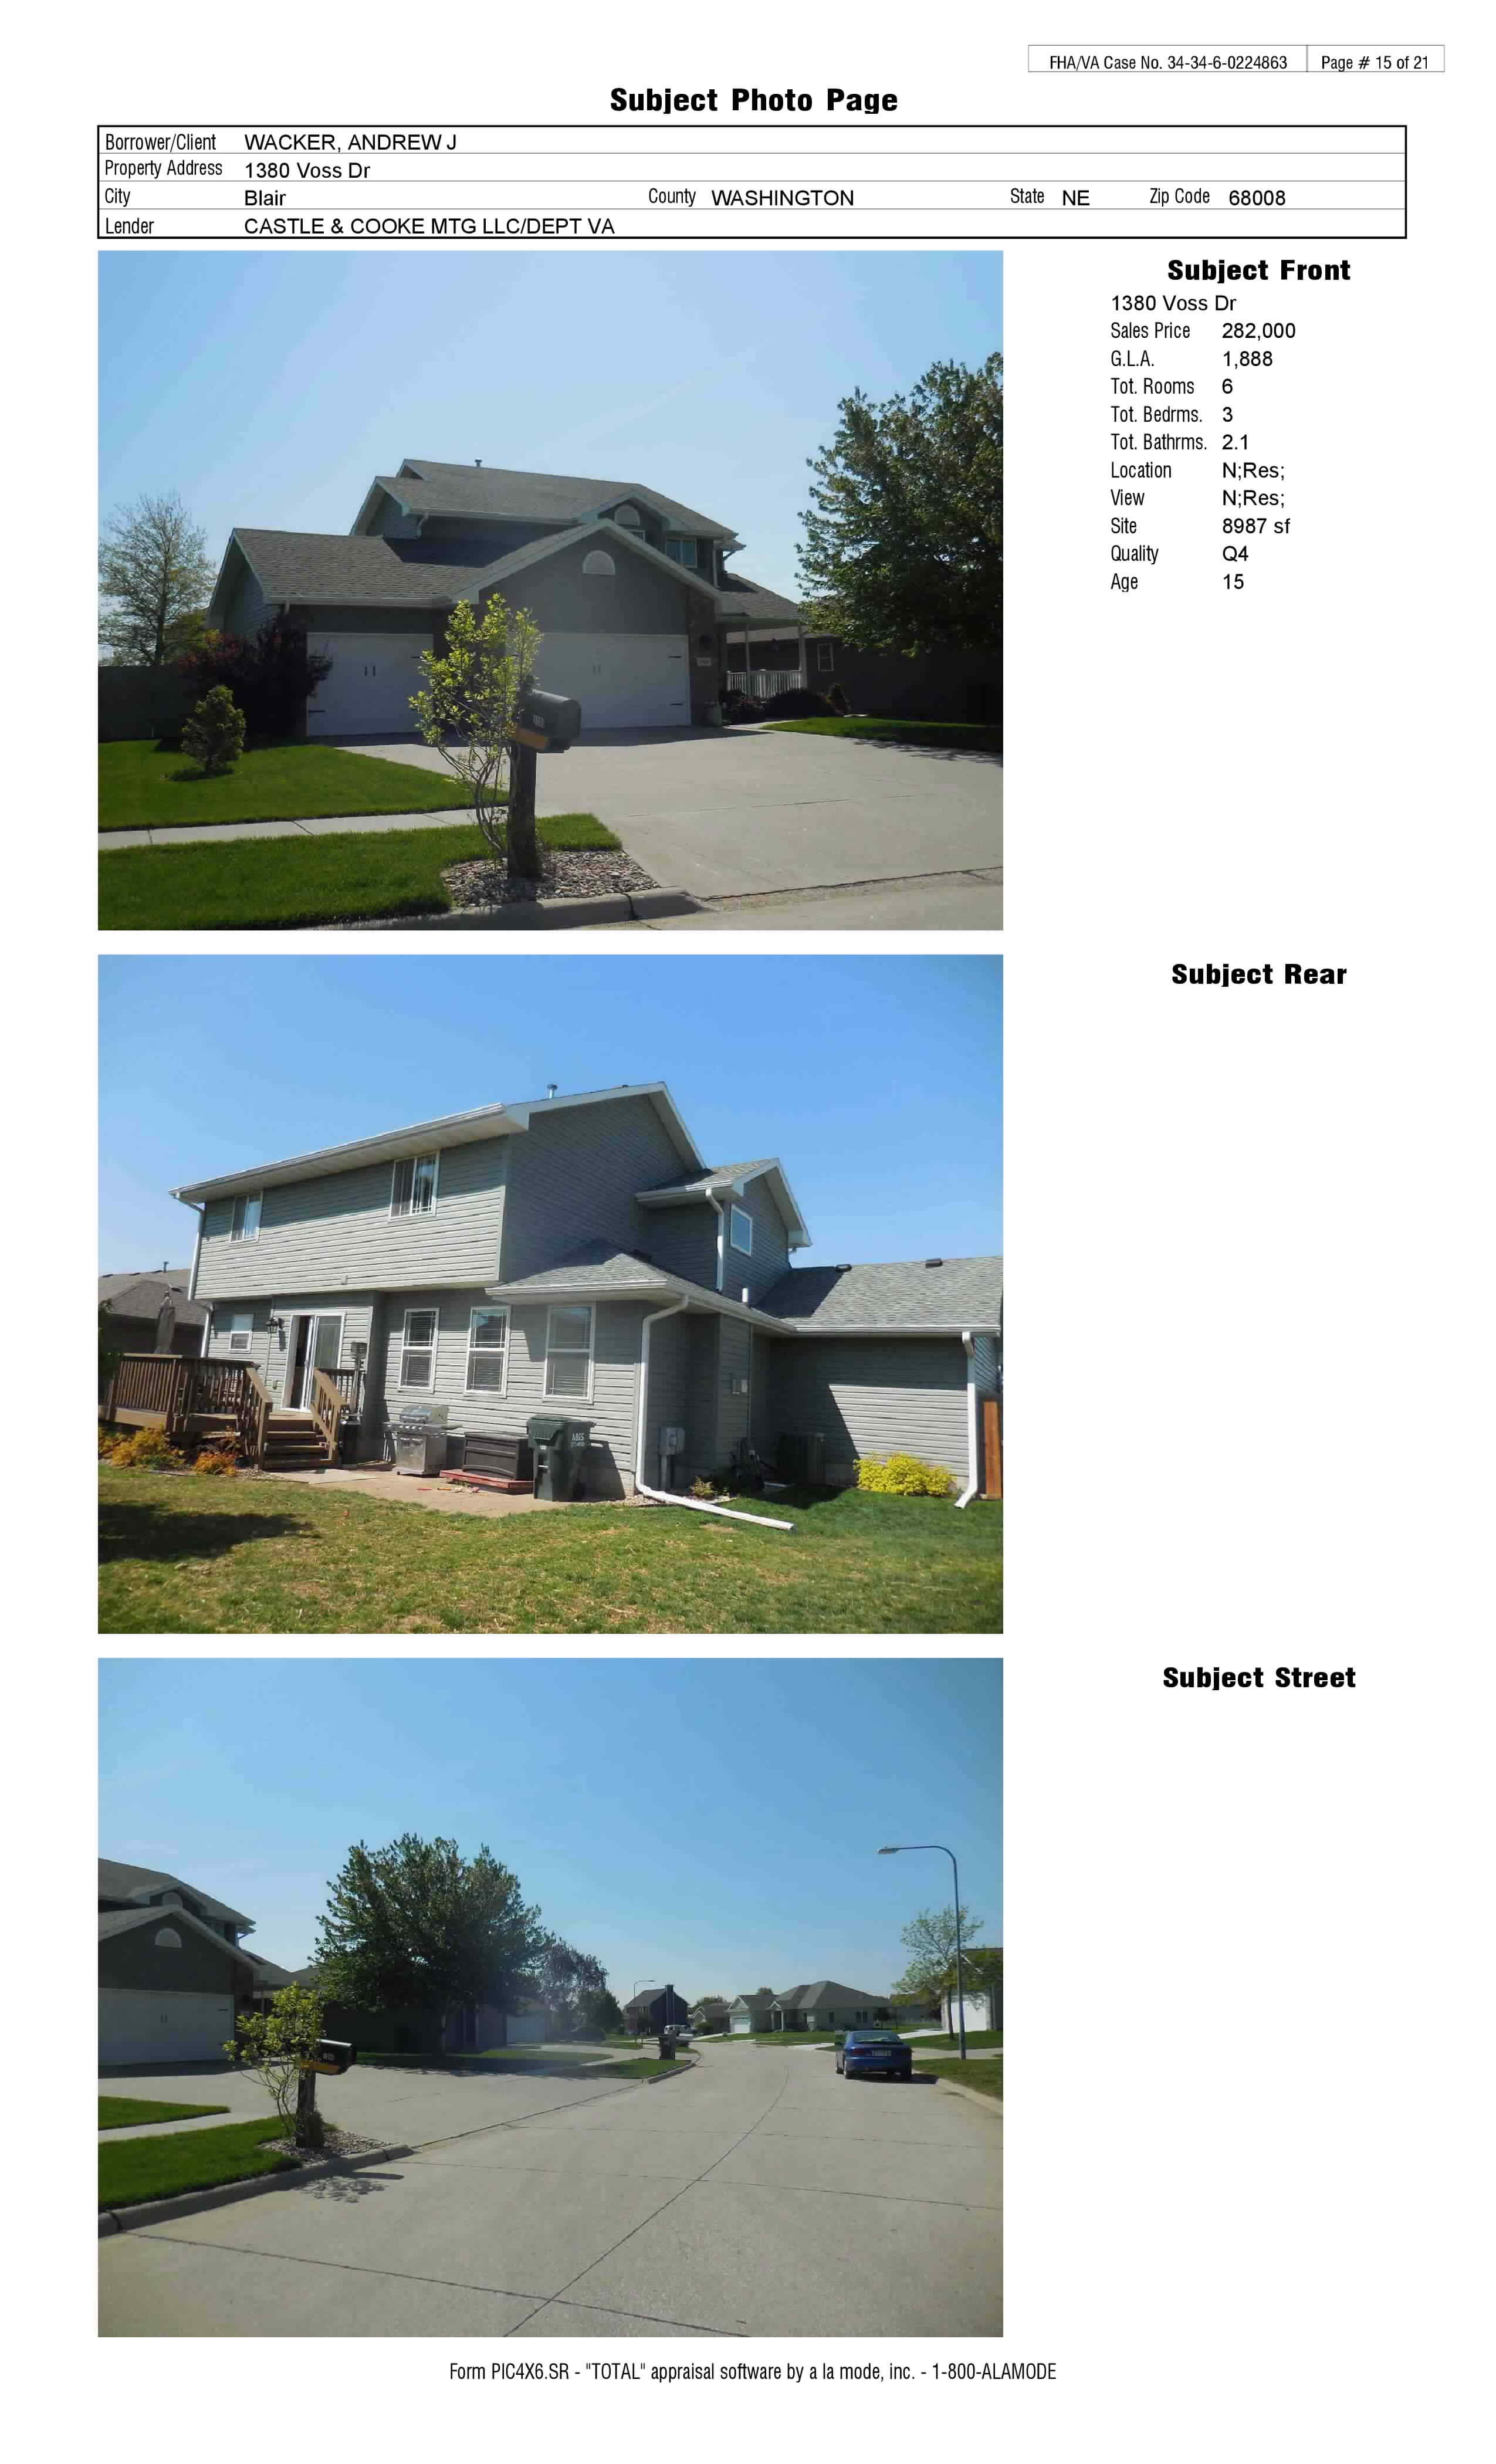 FHA/VA Case No. 34-34-6-0224863 Page # 15 of 21
Subject Photo Page
Borrower/Client WACKER, ANDREW J
Property Address 1380 Voss Dr
City Blair County WASHINGTON State NE Zip Code 68008
Lender CASTLE & COOKE MTG LLC/DEPT VA
Subject Front
1380 Voss Dr
Sales Price 282,000
G.L.A. 1,888
Tot. Rooms 6
Tot. Bedrms. 3
Tot. Bathrms. 2.1
Location N;Res;
View N;Res;
Site 8987 sf
Quality Q4
Age 15
Subject Rear
Subject Street
Form PIC4X6.SR - "TOTAL" appraisal software by a la mode, inc. - 1-800-ALAMODE